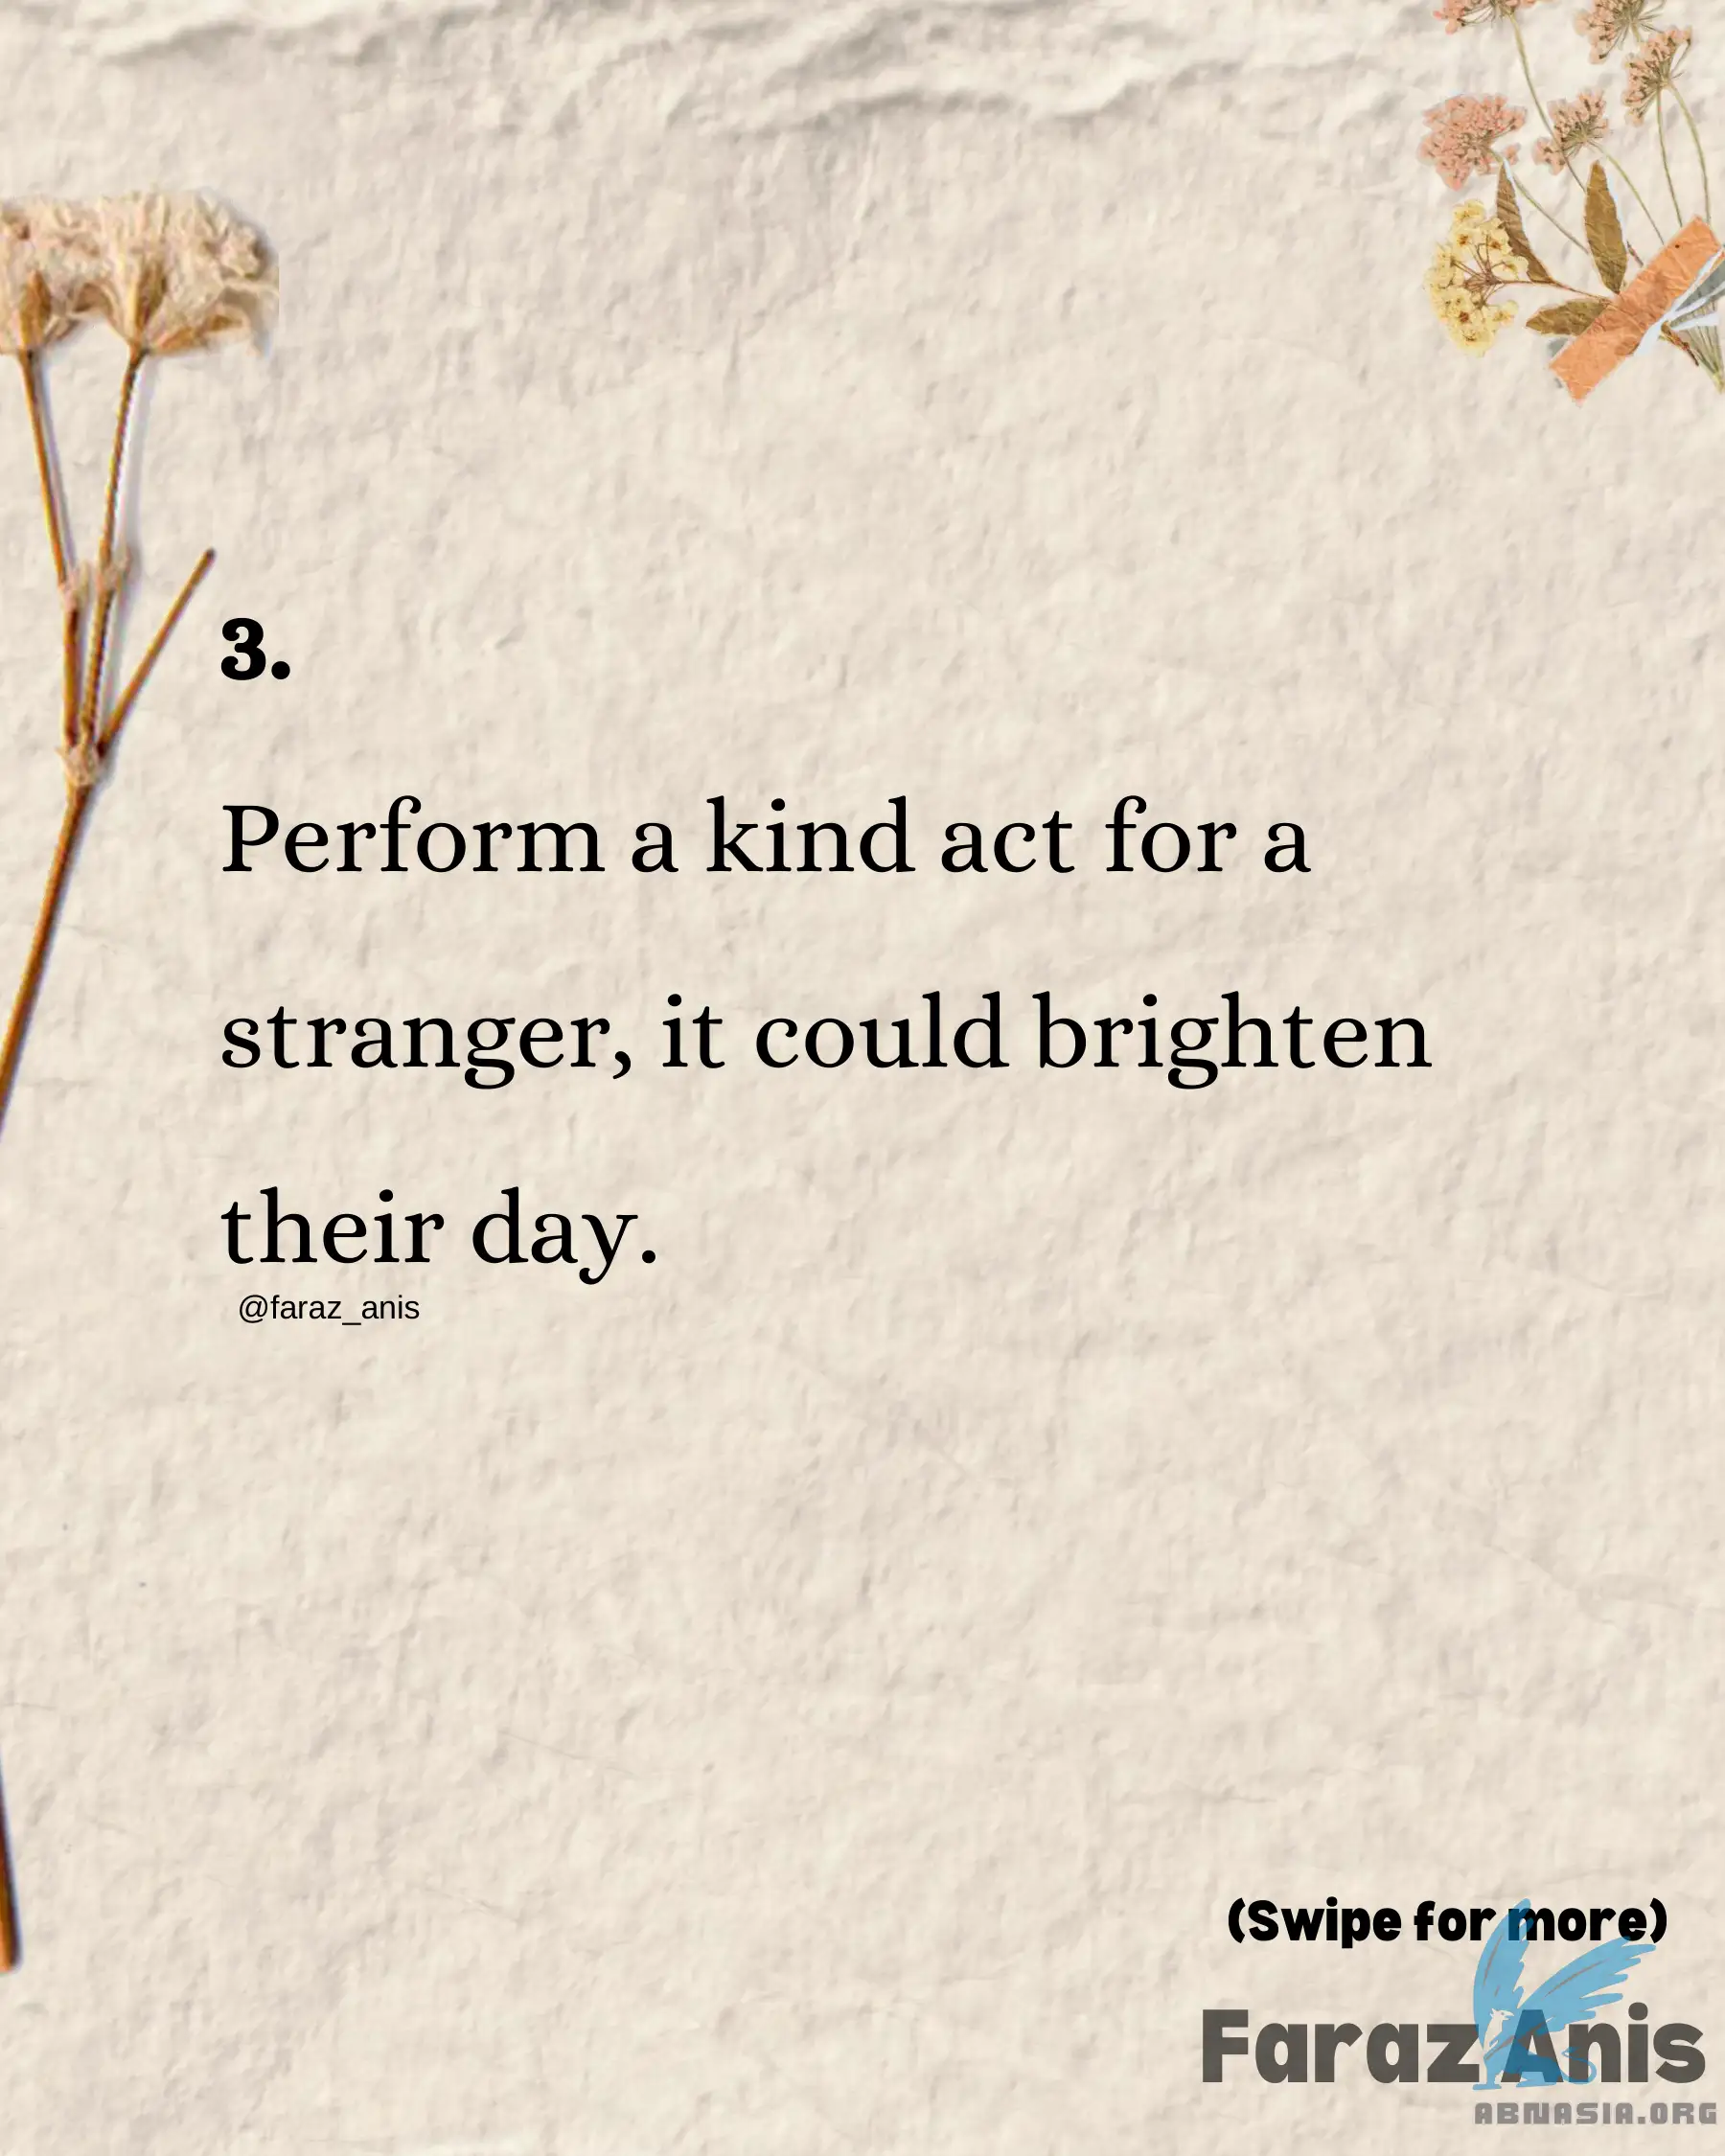 3.
Perform a kind act for a
stranger, it could brighten
their day.
@faraz_anis
(Swipe for more)
Faraz Anis
ABNASIA.ORG